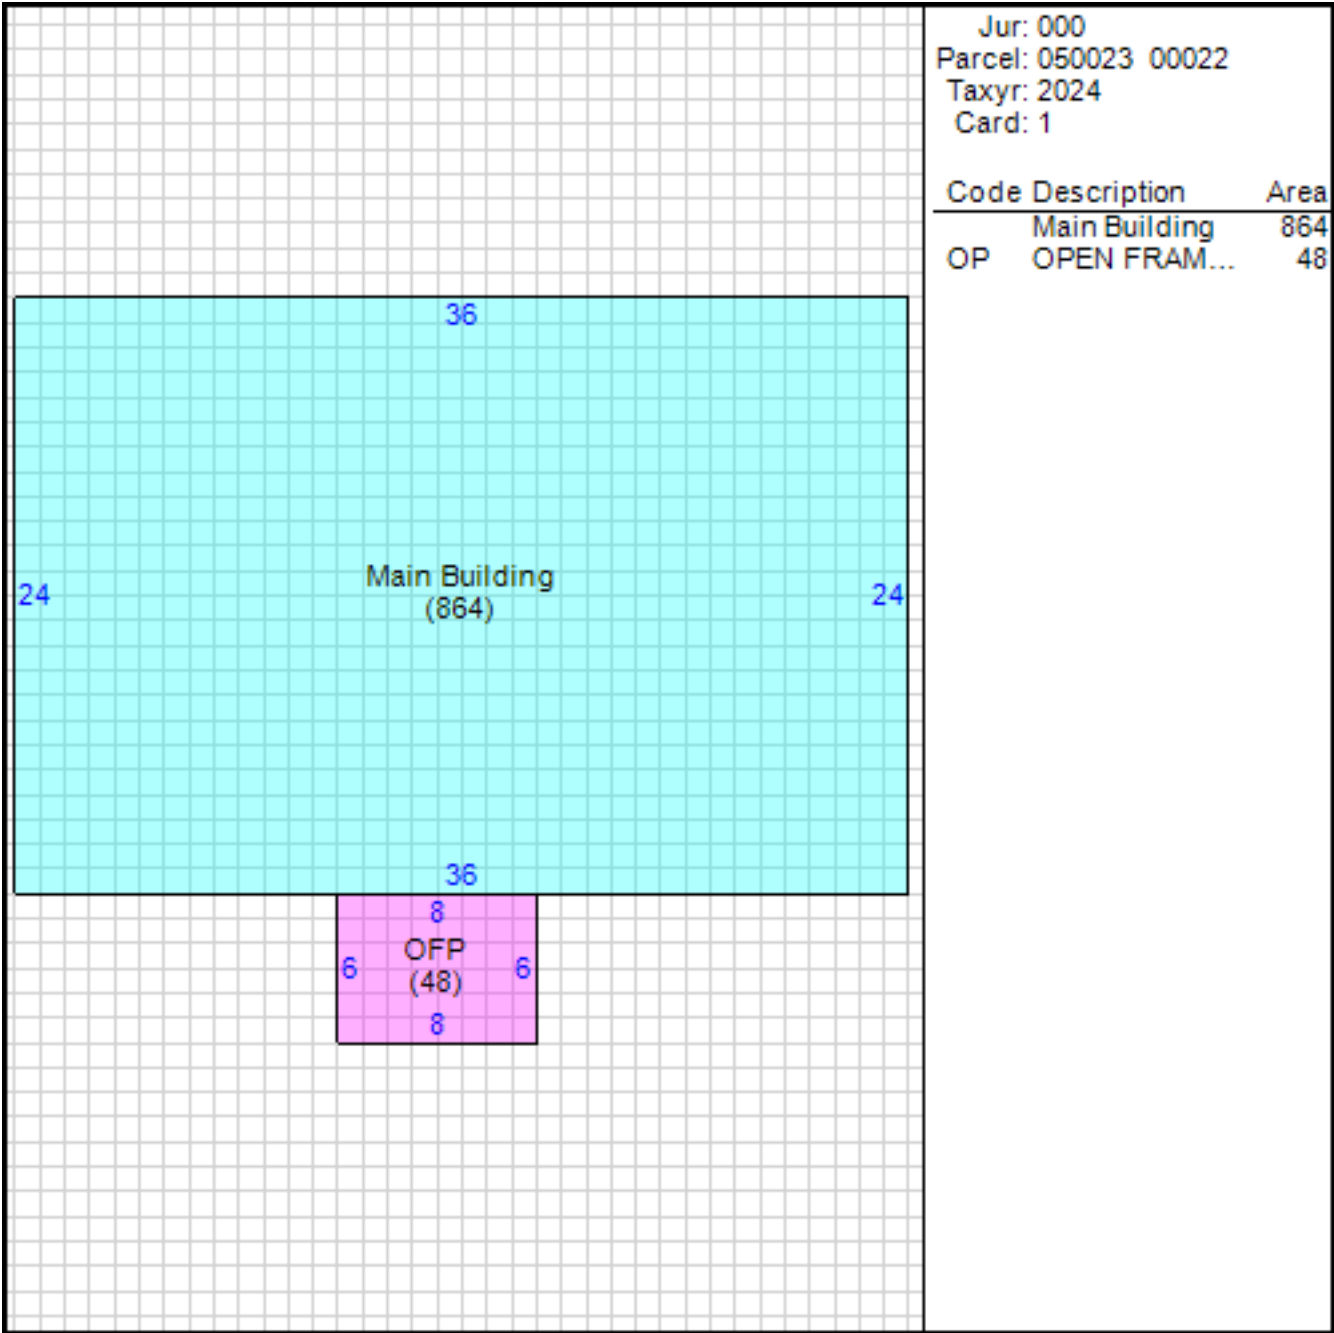 Jur: 000
Parcel: 050023 00022
Taxyr: 2024
Card: 1
Code Description Area
Main Building 864
OP OPEN FRAM... 48
36
24
Main Building
(864)
24
36
8
OFP
6
6
(48)
8